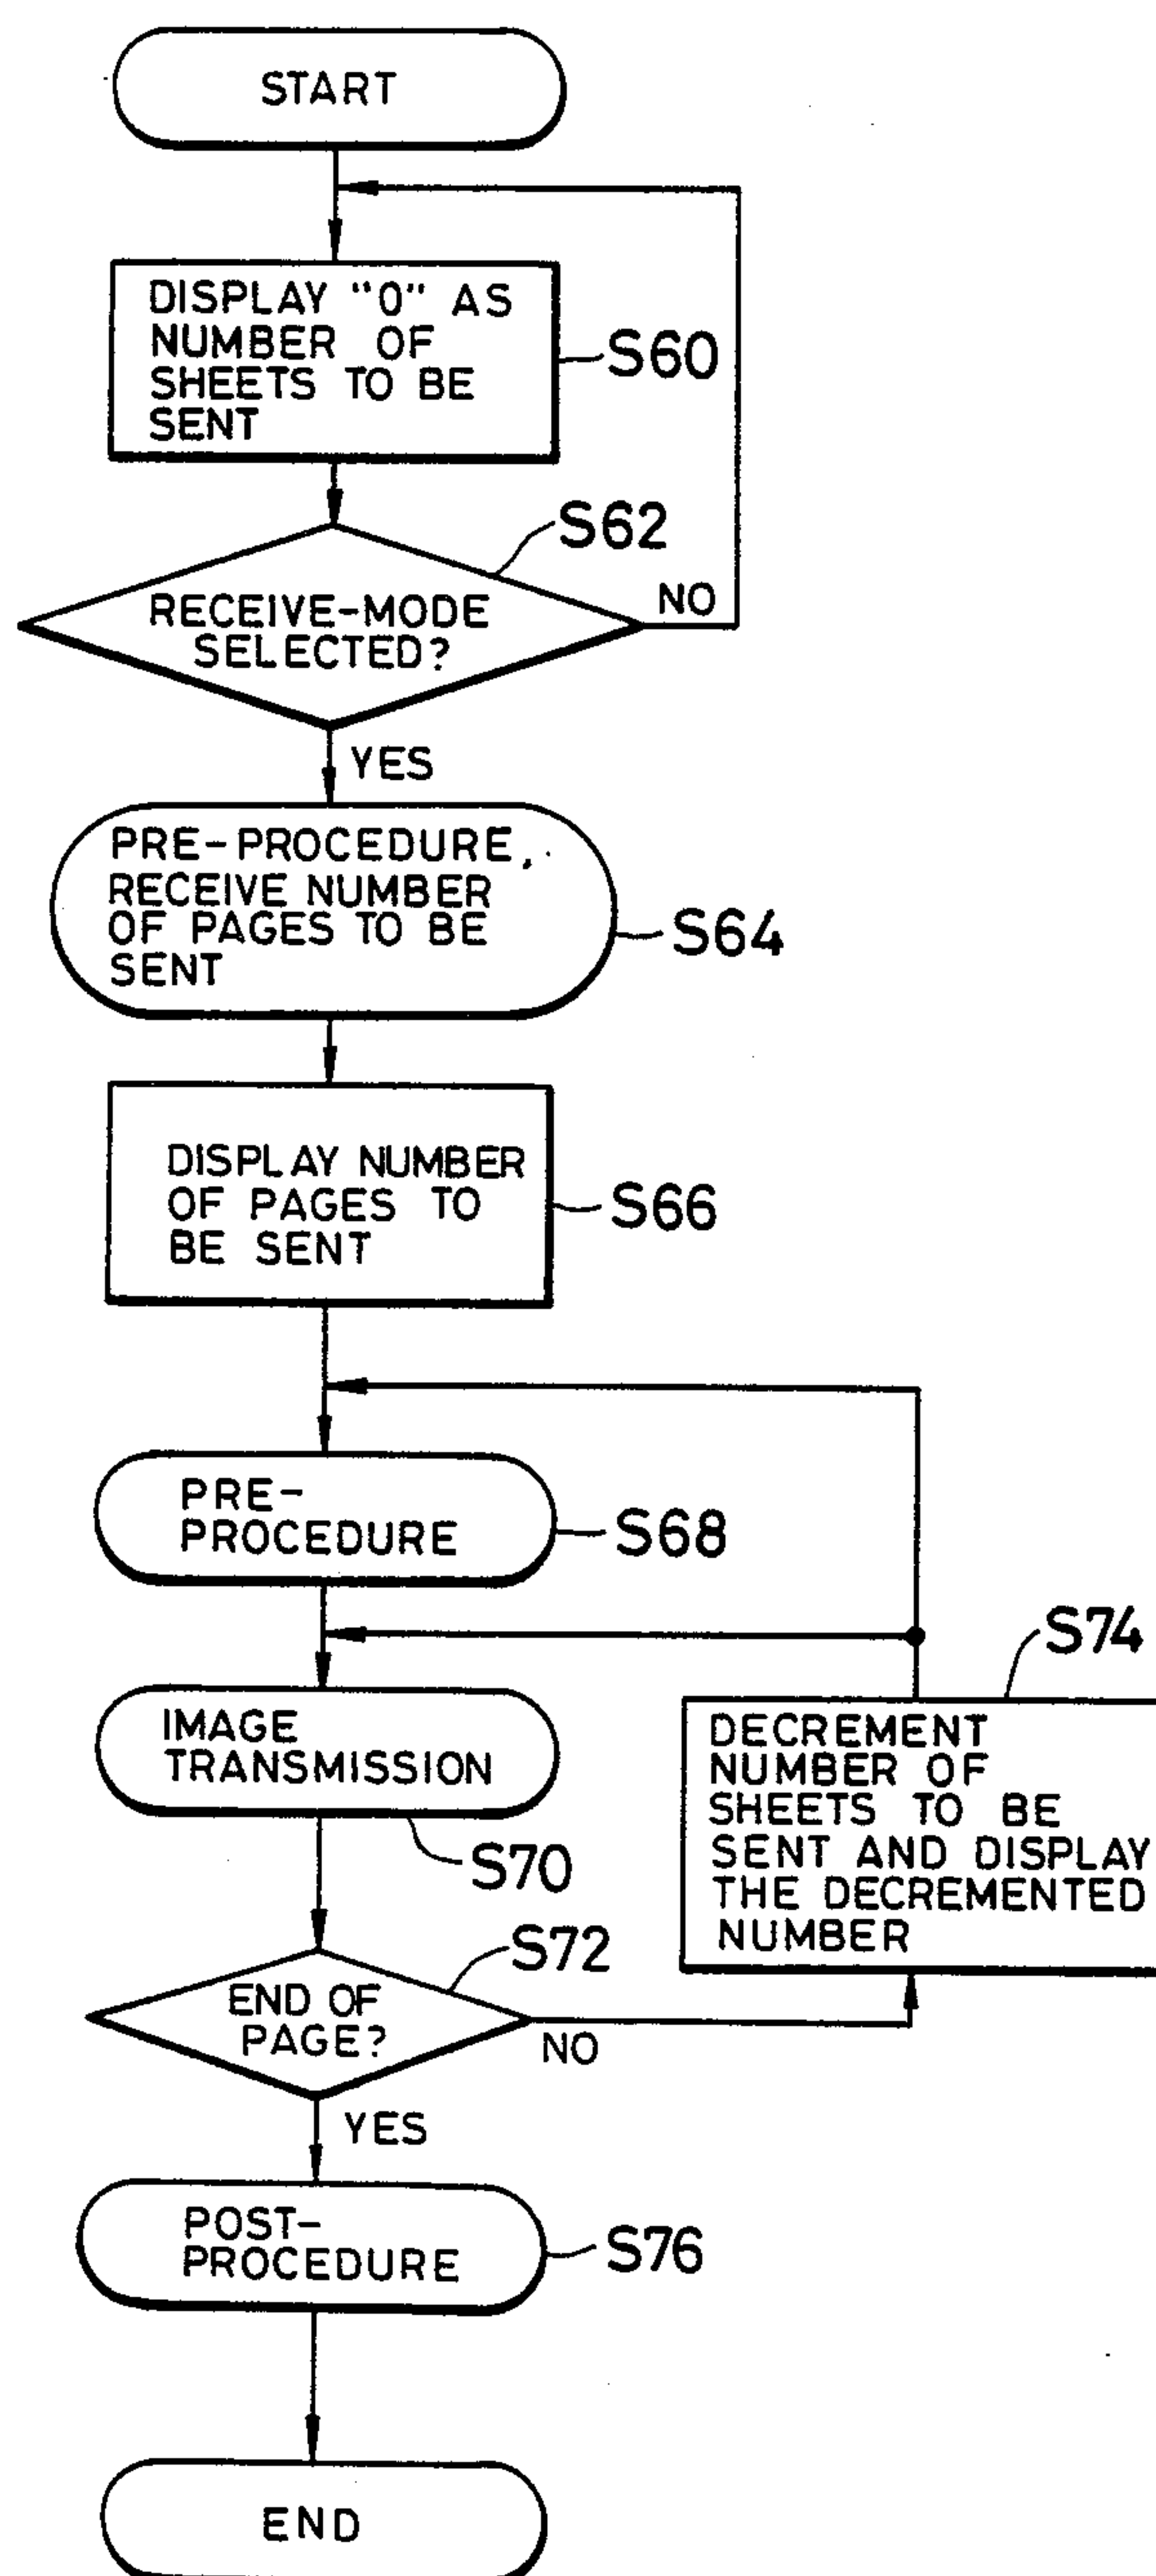 START
DISPLAY "0" AS
NUMBER OF
SHEETS TO BE
SENT
S60
S62
RECEIVE-MODE
SELECTED?
NO
YES
PRE-PROCEDURE,
RECEIVE NUMBER
OF PAGES TO BE
SENT
S64
DISPLAY NUMBER
OF PAGES TO
BE SENT
S66
PRE-
PROCEDURE
S68
IMAGE
TRANSMISSION
S70
S74
DECREMENT
NUMBER OF
SHEETS TO BE
SENT AND DISPLAY
THE DECREMENTED
NUMBER
S72
END OF
PAGE?
NO
YES
POST-
PROCEDURE
S76
END